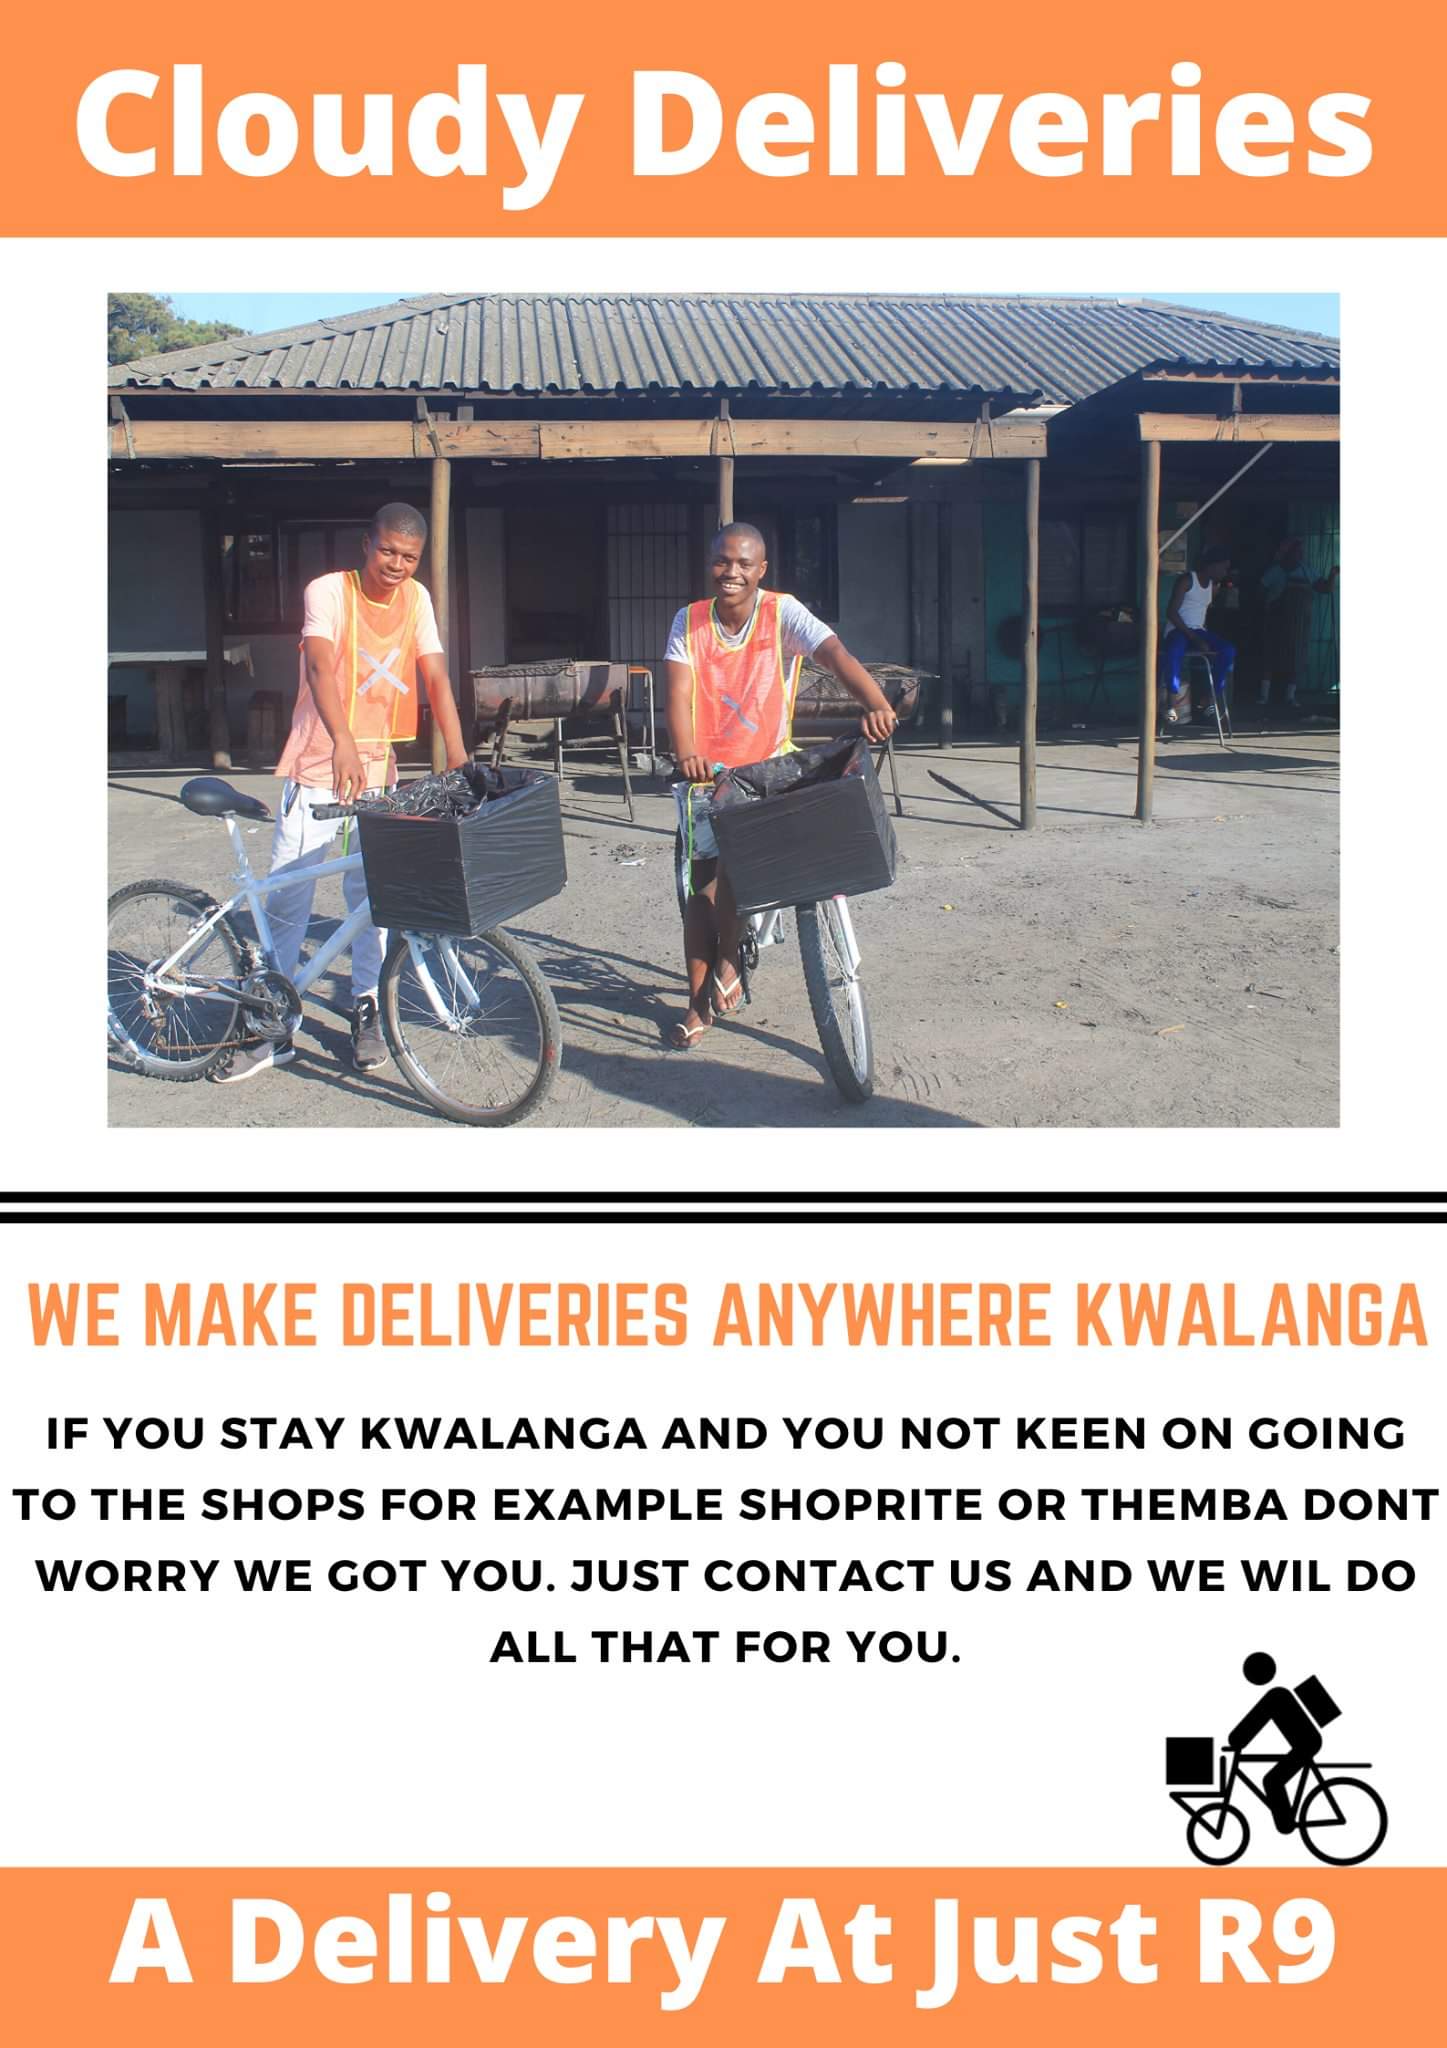 Cloudy Deliveries
WE MAKE DELIVERIES ANYWHERE KWALANGA
IF YOU STAY KWALANGA AND YOU NOT KEEN ON GOING
TO THE SHOPS FOR EXAMPLE SHOPRITE OR THEMBA DONT
WORRY WE GOT YOU. JUST CONTACT US AND WE WIL DO
ALL THAT FOR YOU.
A Delivery At Just R9